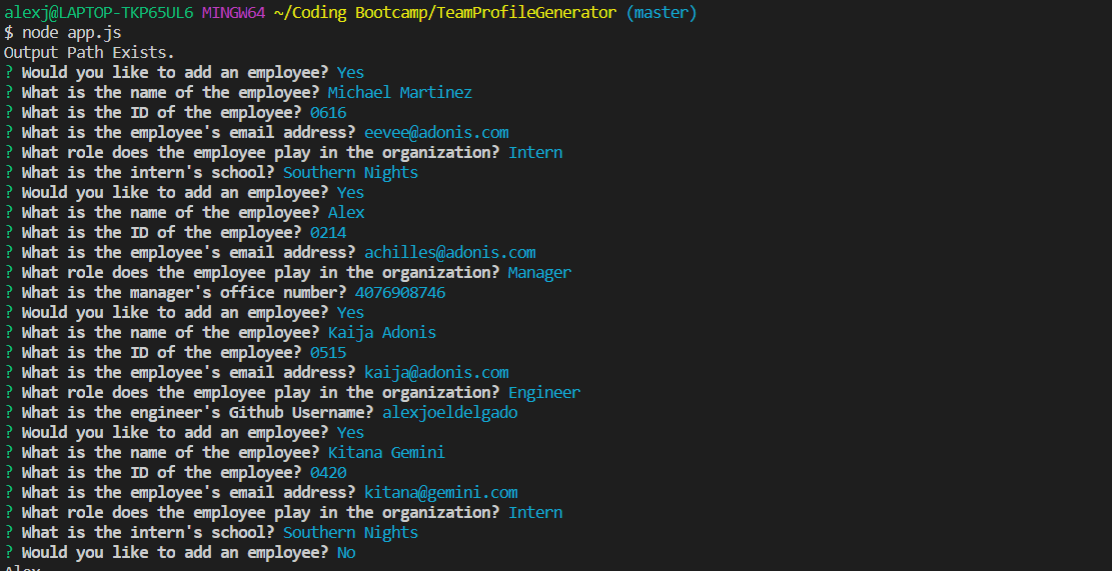 alexj@LAPTOP-TKP65UL6 MINGW64 ~/Coding Bootcamp/TeamProfileGenerator (master)
$ node app.js
Output Path Exists.
? Would you like to add an employee? Yes
? What is the name of the employee? Michael Martinez
? What is the ID of the employee? 0616
? What is the employee's email address? eevee@adonis.com
? What role does the employee play in the organization? Intern
? What is the intern's school? Southern Nights
? Would you like to add an employee? Yes
? What is the name of the employee? Alex
? What is the ID of the employee? 0214
? What is the employee's email address? achilles@adonis.com
? What role does the employee play in the organization? Manager
? What is the manager's office number? 4076908746
? Would you like to add an employee? Yes
? What is the name of the employee? Kaija Adonis
? What is the ID of the employee? 0515
? What is the employee's email address? kaija@adonis.com
? What role does the employee play in the organization? Engineer
? What is the engineer's Github Username? alexjoeldelgado
? Would you like to add an employee? Yes
? What is the name of the employee? Kitana Gemini
? What is the ID of the employee? 0420
? What is the employee's email address? kitana@gemini.com
? What role does the employee play in the organization? Intern
? What is the intern's school? Southern Nights
? Would you like to add an employee? No
Alex